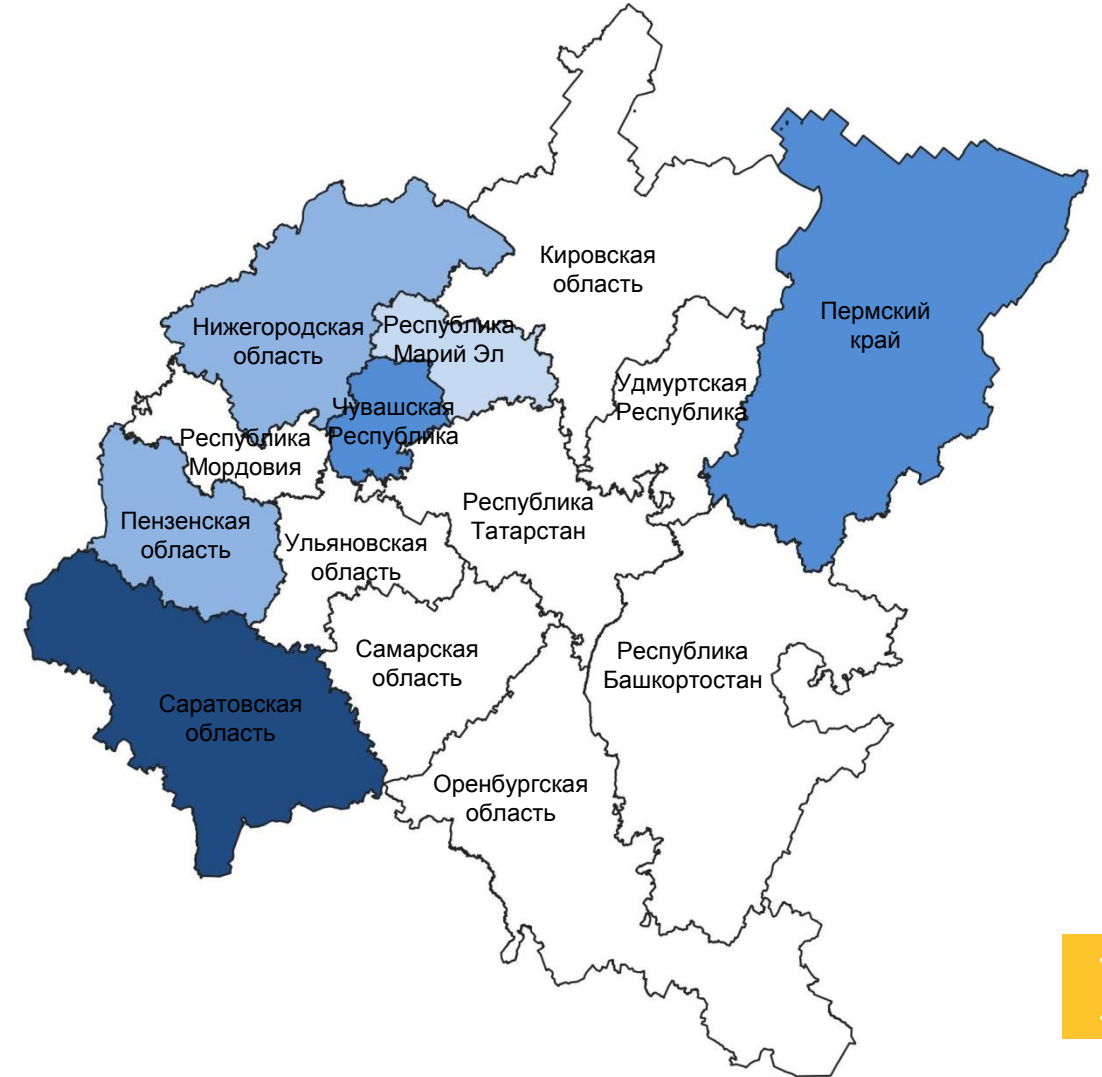 Кировская
область
Пермский
край
Нижегородская
область
Республика
Марий Эл
Удмуртская
Республика
Чувашская
Республика
Республика
Мордовия
Республика
Татарстан
Пензенская
область
Ульяновская
область
Самарская
область
Республика
Башкортостан
Саратовская
область
Оренбургская
область